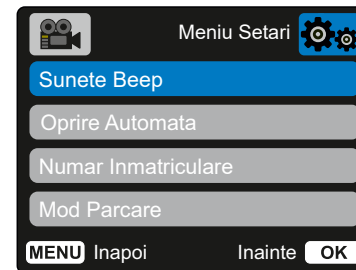 Meniu Setari
Sunete Beep
Oprire Automata
Numar Inmatriculare
Mod Parcare
MENU Inapoi Inainte OK